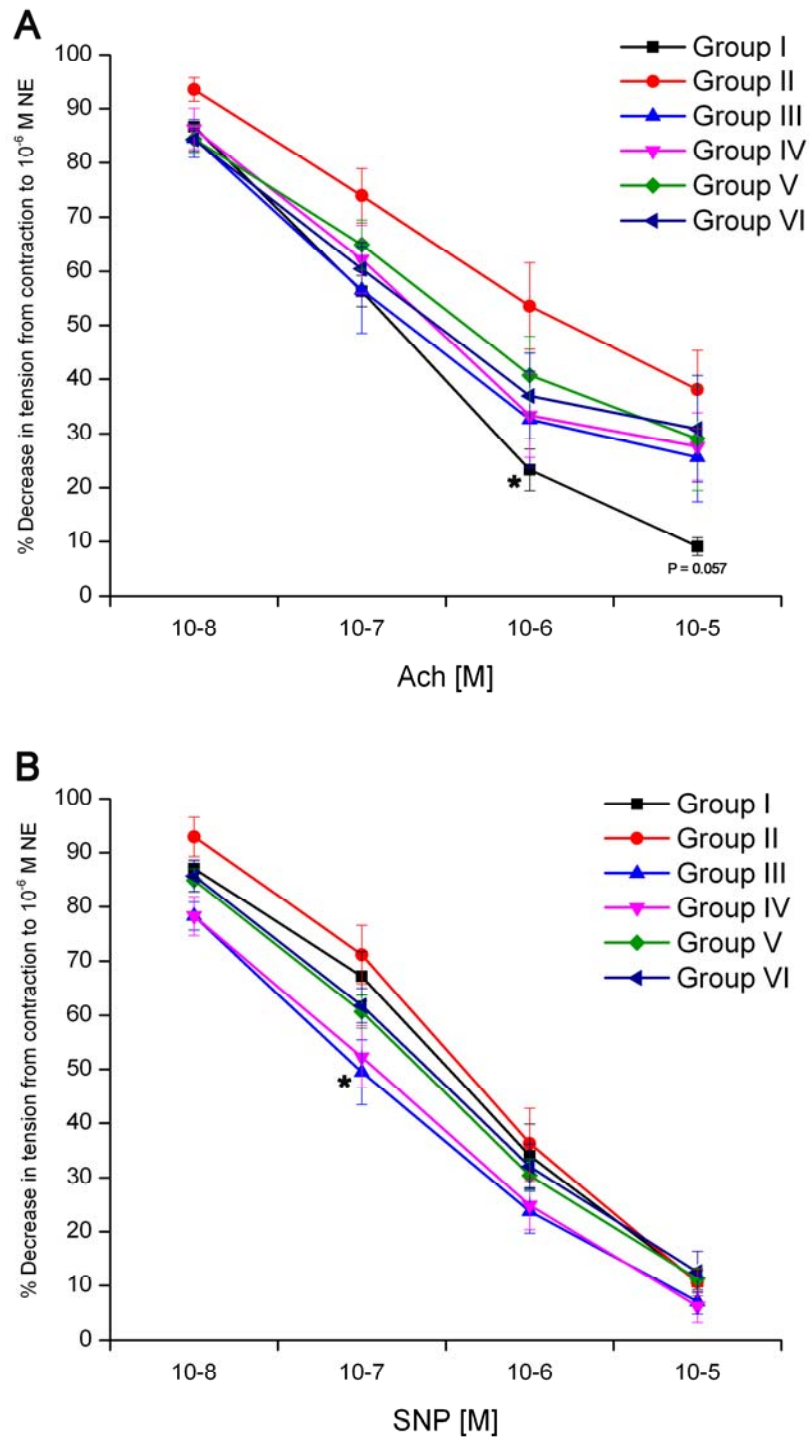 A
% Decrease in tension from contraction to 10⁻⁶ M NE
100
90
80
70
60
50
40
30
20
10
0
Group I
Group II
Group III
Group IV
Group V
Group VI
*
P = 0.057
10-8
10-7
10-6
10-5
Ach [M]
B
% Decrease in tension from contraction to 10⁻⁶ M NE
100
90
80
70
60
50
40
30
20
10
0
Group I
Group II
Group III
Group IV
Group V
Group VI
*
10-8
10-7
10-6
10-5
SNP [M]